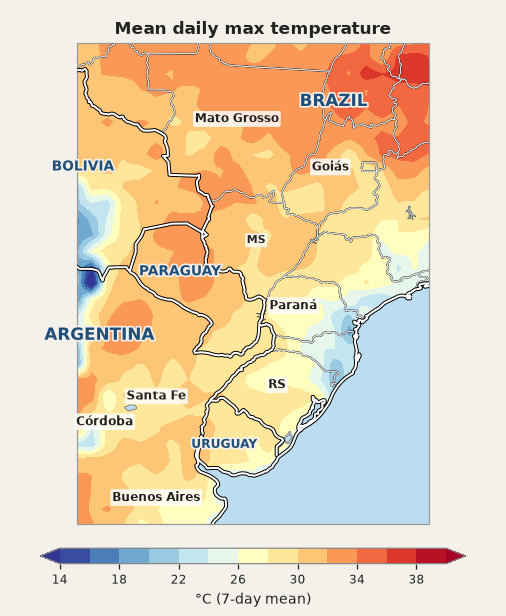 Mean daily max temperature
BRAZIL
Mato Grosso
BOLIVIA
Goiás
MS
PARAGUAY
Paraná
ARGENTINA
RS
Santa Fe
Córdoba
URUGUAY
Buenos Aires
14 18 22 26 30 34 38
°C (7-day mean)